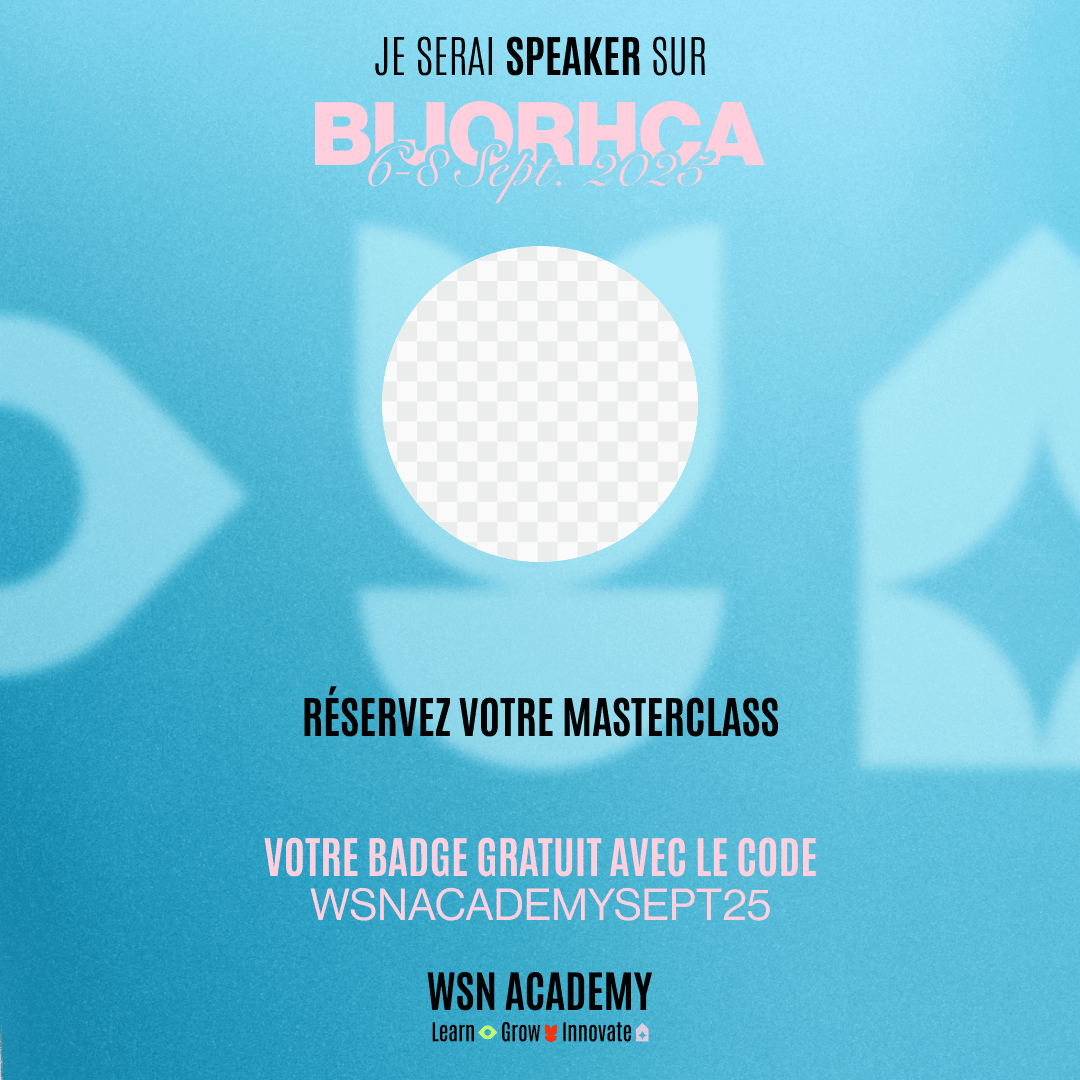 JE SERAI SPEAKER SUR
BIJORHCA
6-8 Sept. 2025
RÉSERVEZ VOTRE MASTERCLASS
VOTRE BADGE GRATUIT AVEC LE CODE
WSNACADEMYSEPT25
WSN ACADEMY
Learn Grow Innovate